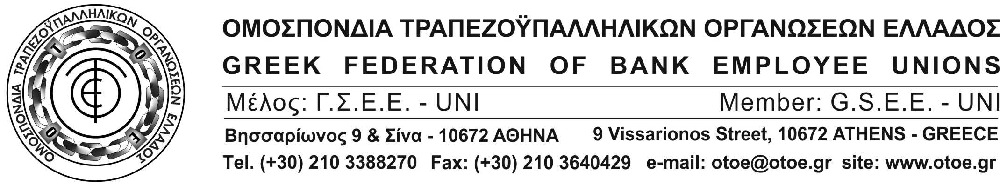 ΟΜΟΣΠΟΝΔΙΑ ΤΡΑΠΕΖΟΫΠΑΛΛΗΛΙΚΩΝ ΟΡΓΑΝΩΣΕΩΝ ΕΛΛΑΔΟΣ
Τ Ο Ο Ε
ΟΜΟΣΠΟΝΔΙΑ ΤΡΑΠΕΖΟΫΠΑΛΛΗΛΙΚΩΝ ΟΡΓΑΝΩΣΕΩΝ ΕΛΛΑΔΟΣ
GREEK FEDERATION OF BANK EMPLOYEE UNIONS
Μέλος: Γ.Σ.Ε.Ε. - UNI Member: G.S.E.E. - UNI
Βησσαρίωνος 9 & Σίνα - 10672 ΑΘΗΝΑ 9 Vissarionos Street, 10672 ATHENS - GREECE
Tel. (+30) 210 3388270 Fax: (+30) 210 3640429 e-mail: otoe@otoe.gr site: www.otoe.gr